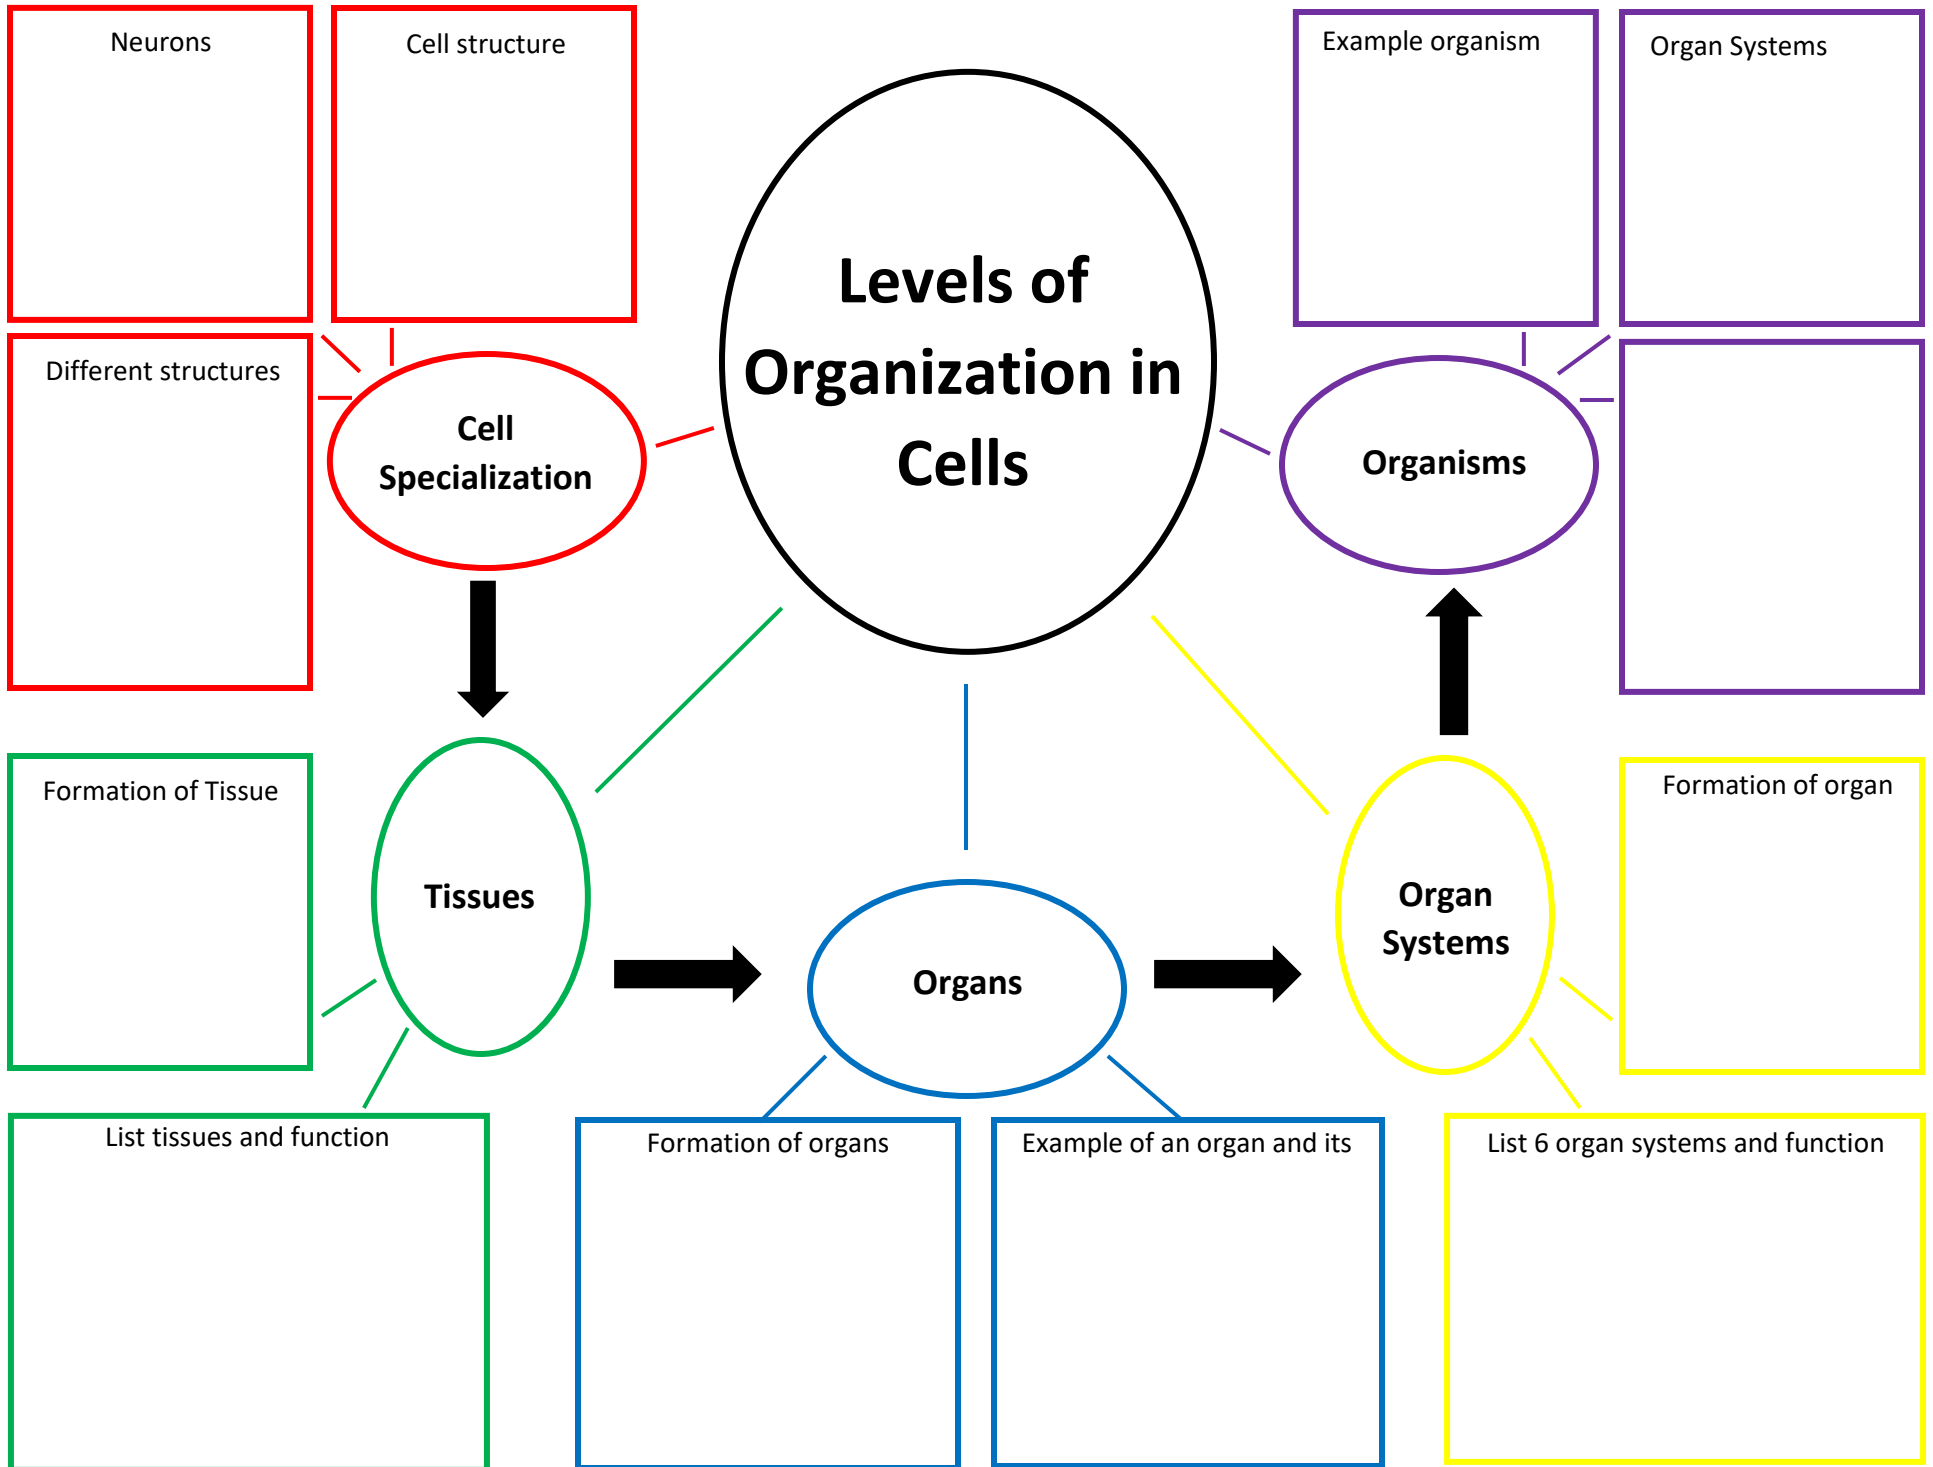 Neurons
Cell structure
Example organism
Organ Systems
Levels of
Organization in
Cells
Different structures
Cell
Specialization
Organisms
Formation of Tissue
Formation of organ
Tissues
Organ
Systems
Organs
List tissues and function
Formation of organs
Example of an organ and its
List 6 organ systems and function